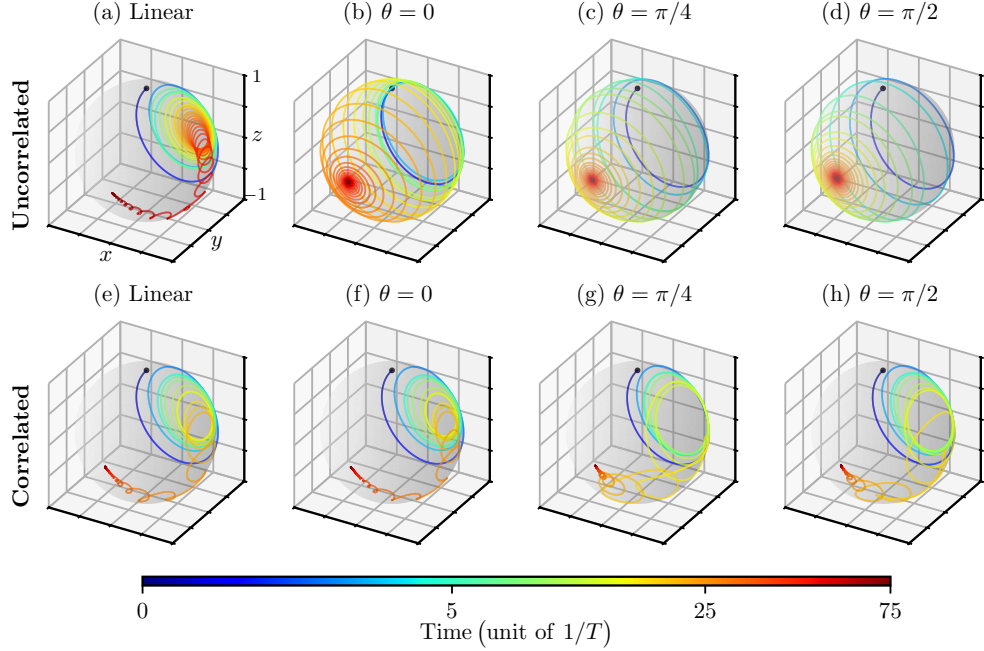 (a) Linear
(b) θ = 0
(c) θ = π/4
(d) θ = π/2
Uncorrelated
1
z
−1
x
y
(e) Linear
(f) θ = 0
(g) θ = π/4
(h) θ = π/2
Correlated
0 5 25 75
Time (unit of 1/T)